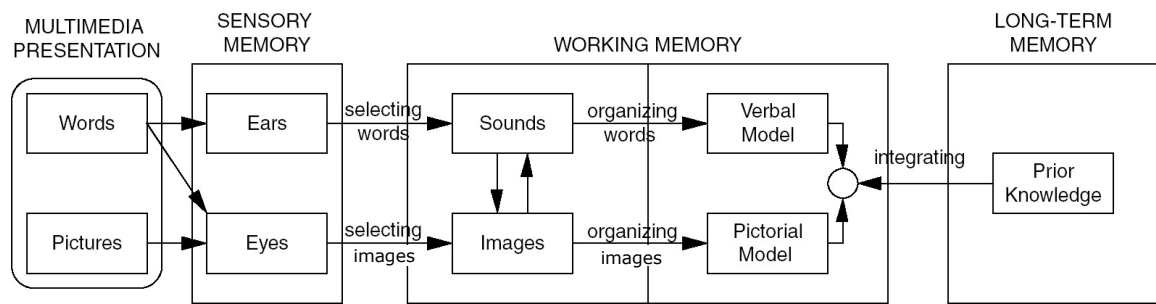 MULTIMEDIA
PRESENTATION
SENSORY
MEMORY
WORKING MEMORY
LONG-TERM
MEMORY
Words
Ears
selecting
words
Sounds
organizing
words
Verbal
Model
integrating
Prior
Knowledge
Pictures
Eyes
selecting
images
Images
organizing
images
Pictorial
Model